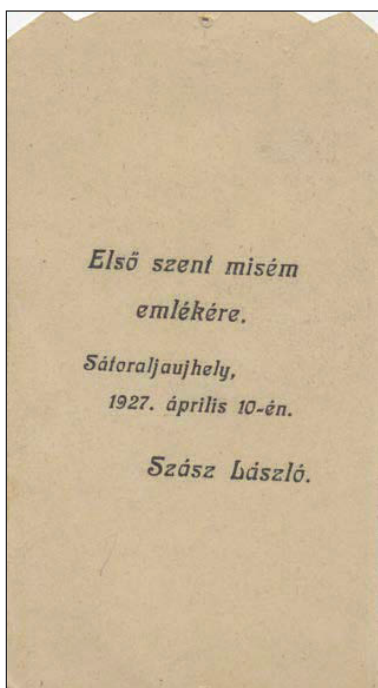 Első szent misém
emlékére.
Sátoraljaujhely,
1927. április 10-én.
Szász László.